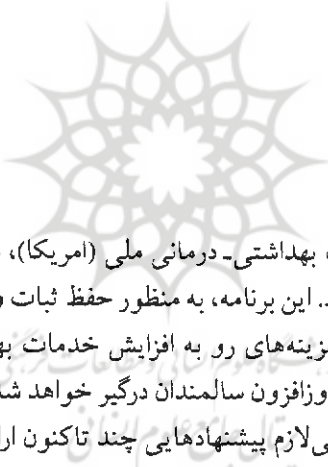 ، بهداشتی-درمانی ملی (امریکا)،
. این برنامه، به منظور حفظ ثبات و
زینه‌های رو به افزایش خدمات به
وزافزون سالمندان درگیر خواهد شد
ی‌لازم پیشنهادهایی چند تاکنون ارا